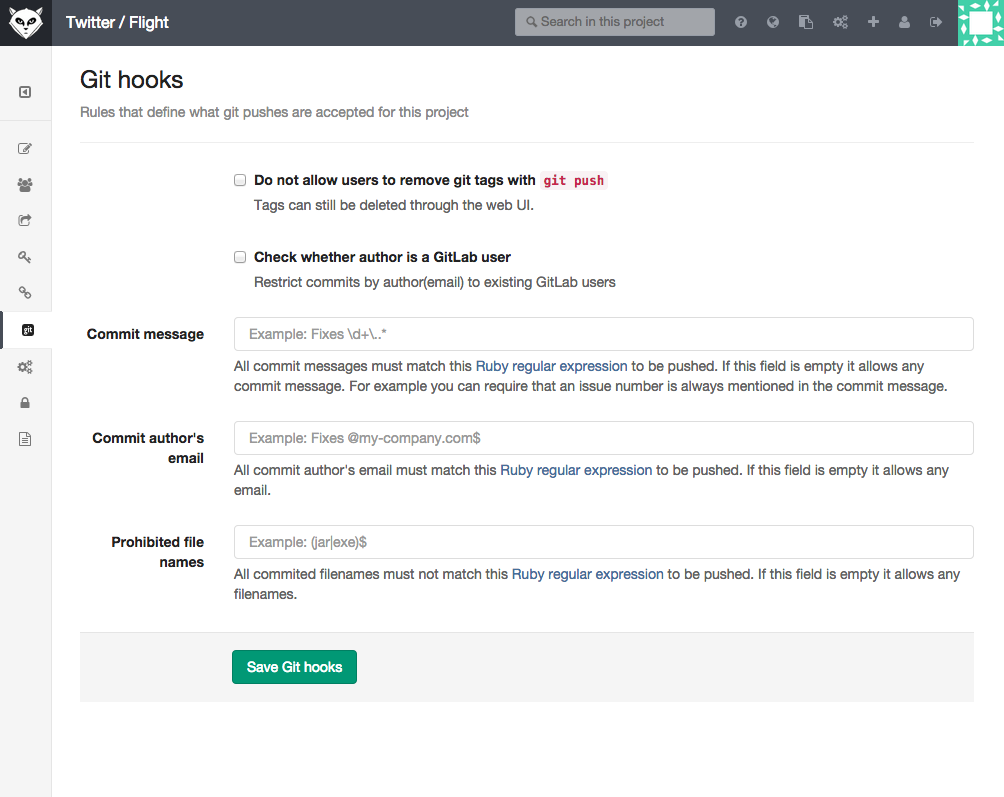 Twitter / Flight
Search in this project
Git hooks
Rules that define what git pushes are accepted for this project
Do not allow users to remove git tags with git push
Tags can still be deleted through the web UI.
Check whether author is a GitLab user
Restrict commits by author(email) to existing GitLab users
git
Commit message
Example: Fixes \d+\..*
All commit messages must match this Ruby regular expression to be pushed. If this field is empty it allows any
commit message. For example you can require that an issue number is always mentioned in the commit message.
Commit author's
email
Example: Fixes @my-company.com$
All commit author's email must match this Ruby regular expression to be pushed. If this field is empty it allows any
email.
Prohibited file
names
Example: (jar|exe)$
All commited filenames must not match this Ruby regular expression to be pushed. If this field is empty it allows any
filenames.
Save Git hooks